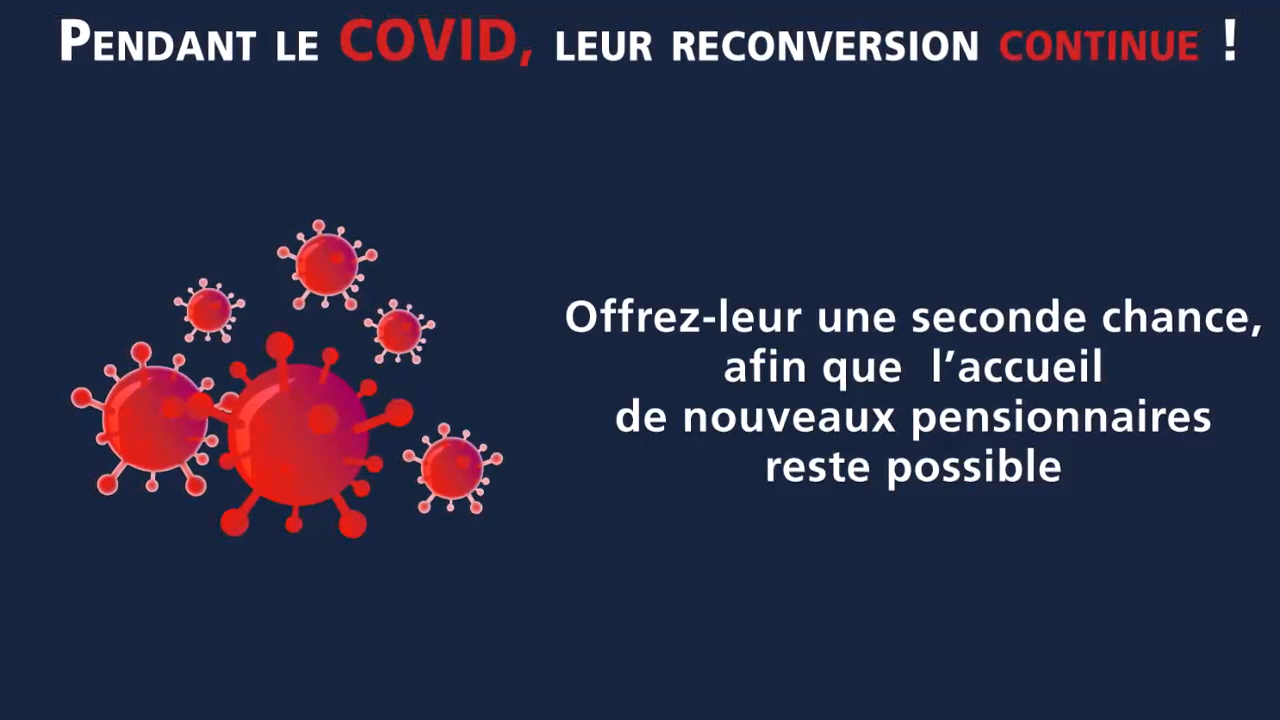 PENDANT LE COVID, LEUR RECONVERSION CONTINUE !
Offrez-leur une seconde chance,
afin que  l’accueil
de nouveaux pensionnaires
reste possible